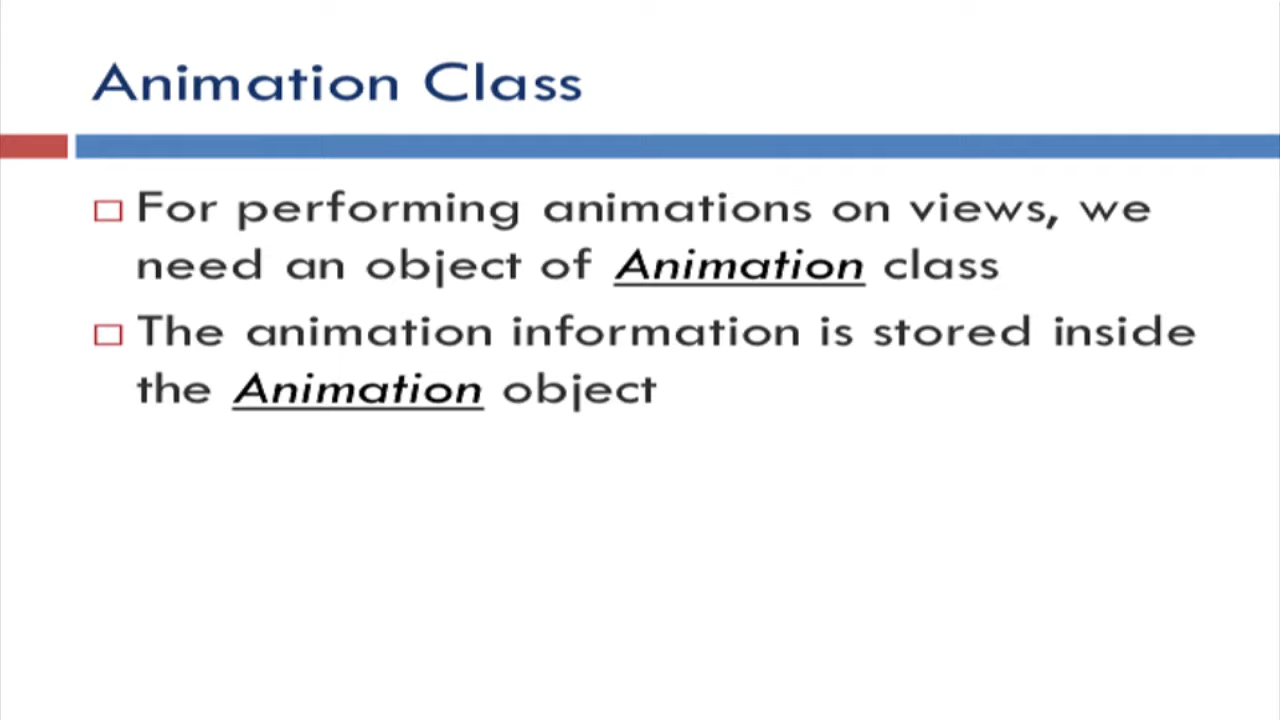 Animation Class
For performing animations on views, we
need an object of Animation class
The animation information is stored inside
the Animation object